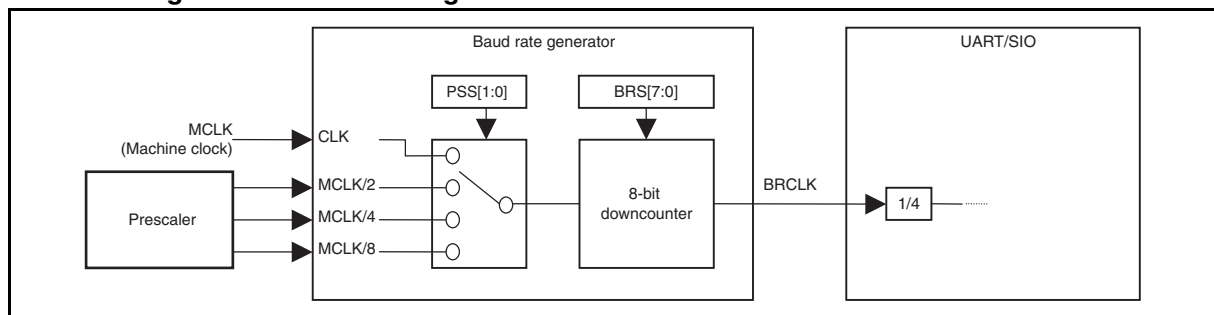 Baud rate generator
UART/SIO
PSS[1:0]
BRS[7:0]
MCLK
(Machine clock)
CLK
MCLK/2
MCLK/4
MCLK/8
Prescaler
8-bit
downcounter
BRCLK
1/4